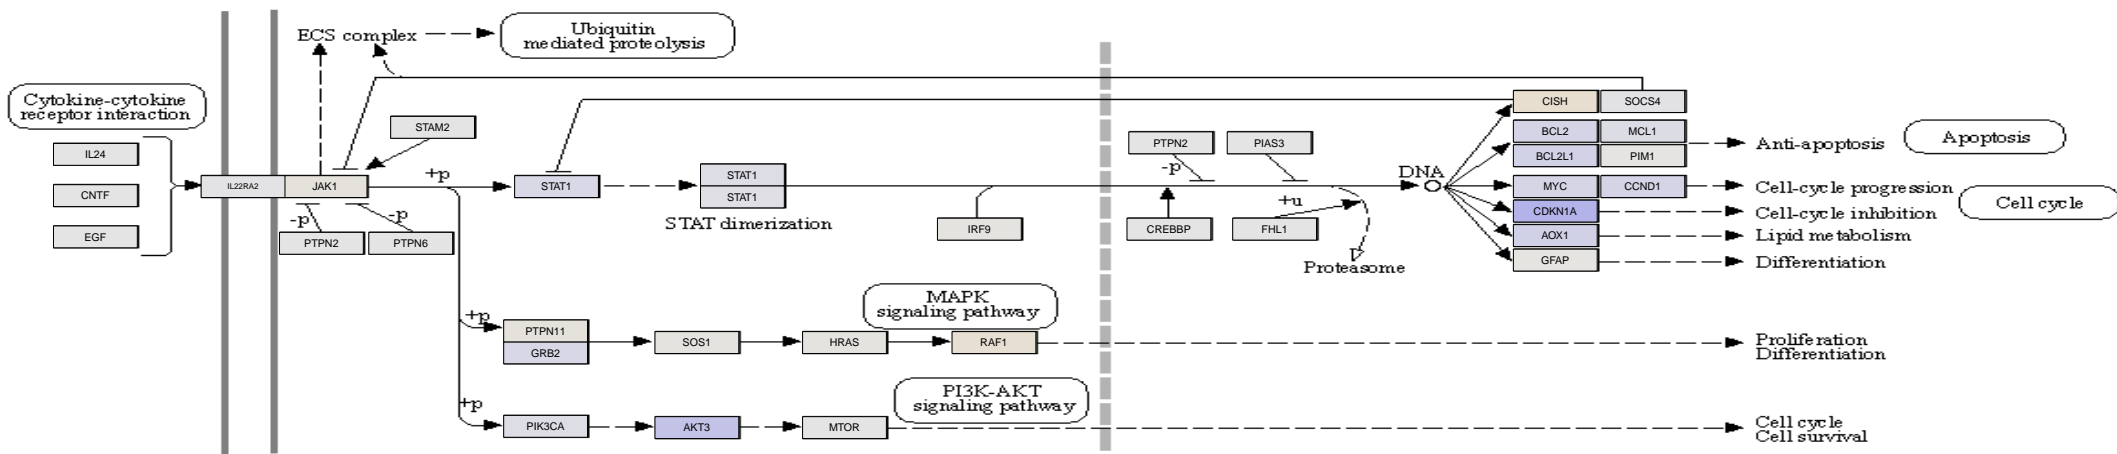 Ubiquitin
mediated proteolysis
ECS complex
Cytokine-cytokine
receptor interaction
CISH
SOCS4
STAM2
BCL2
MCL1
Anti-apoptosis
Apoptosis
PTPN2
PIAS3
IL24
BCL2L1
PIM1
-p
DNA
+p
STAT1
IL22RA2
JAK1
STAT1
STAT1
MYC
CCND1
Cell-cycle progression
CNTF
+u
Cell cycle
-p
-p
CDKN1A
Cell-cycle inhibition
STAT dimerization
IRF9
CREBBP
FHL1
EGF
PTPN2
PTPN6
AOX1
Lipid metabolism
GFAP
Differentiation
Proteasome
MAPK
signaling pathway
+p
PTPN11
GRB2
SOS1
HRAS
RAF1
Proliferation
Differentiation
PI3K-AKT
signaling pathway
+p
PIK3CA
AKT3
MTOR
Cell cycle
Cell survival